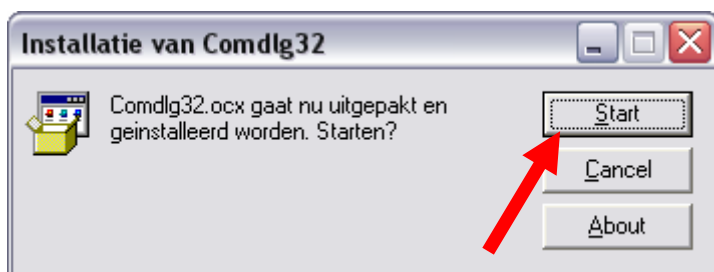 Installatie van Comdlg32
Comdlg32.ocx gaat nu uitgepakt en
geinstalleerd worden. Starten?
Start
Cancel
About